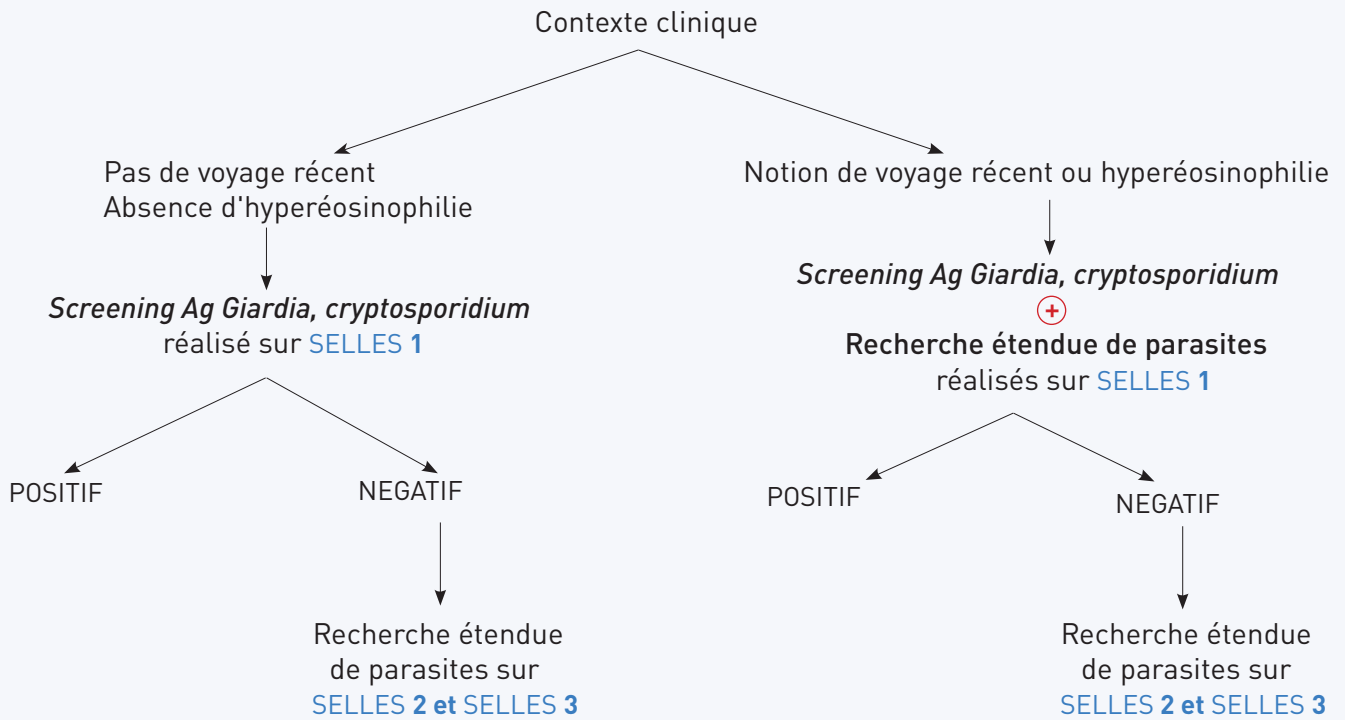 Contexte clinique
Pas de voyage récent
Absence d'hyperéosinophilie
Screening Ag Giardia, cryptosporidium
réalisé sur SELLES 1
POSITIF
NEGATIF
Recherche étendue
de parasites sur
SELLES 2 et SELLES 3
Notion de voyage récent ou hyperéosinophilie
Screening Ag Giardia, cryptosporidium
+
Recherche étendue de parasites
réalisés sur SELLES 1
POSITIF
NEGATIF
Recherche étendue
de parasites sur
SELLES 2 et SELLES 3